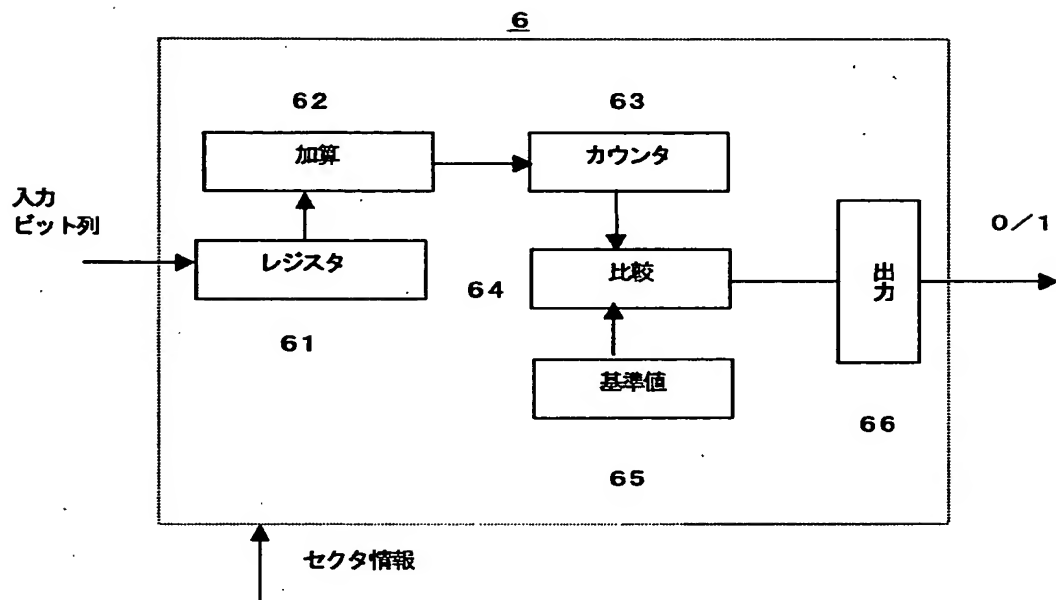 6
62
63
加算
カウンタ
入力
ビット列
0/1
レジスタ
64
比較
出力
61
基準値
66
65
セクタ情報